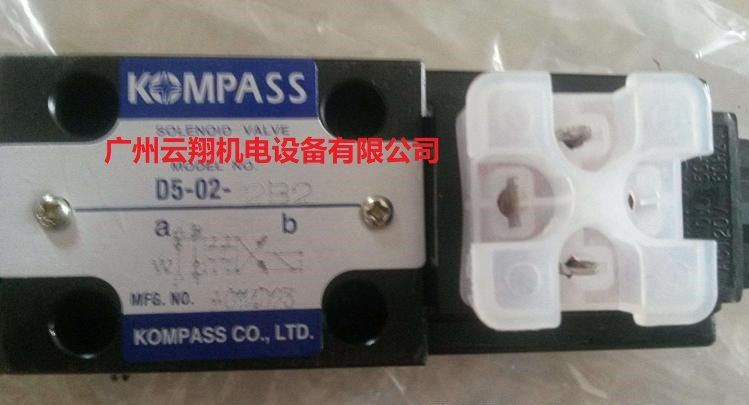 KOMPASS
SOLENOID VALVE
广州云翔机电设备有限公司
MODEL NO.
D5-02-2B2
a b
W
MFG. NO.
KOMPASS CO., LTD.